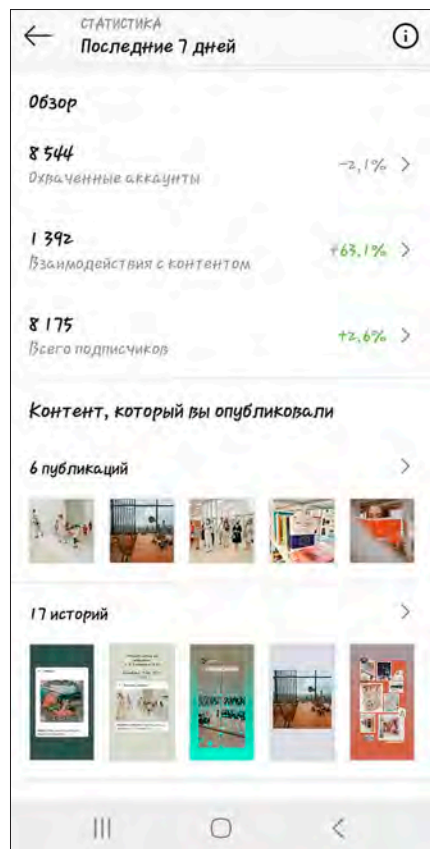 СТАТИСТИКА
Последние 7 дней
Обзор
8 544
-2,1%
Охваченные аккаунты
1 392
+63,1%
Взаимодействия с контентом
8 175
+2,6%
Всего подписчиков
Контент, который вы опубликовали
6 публикаций
17 историй